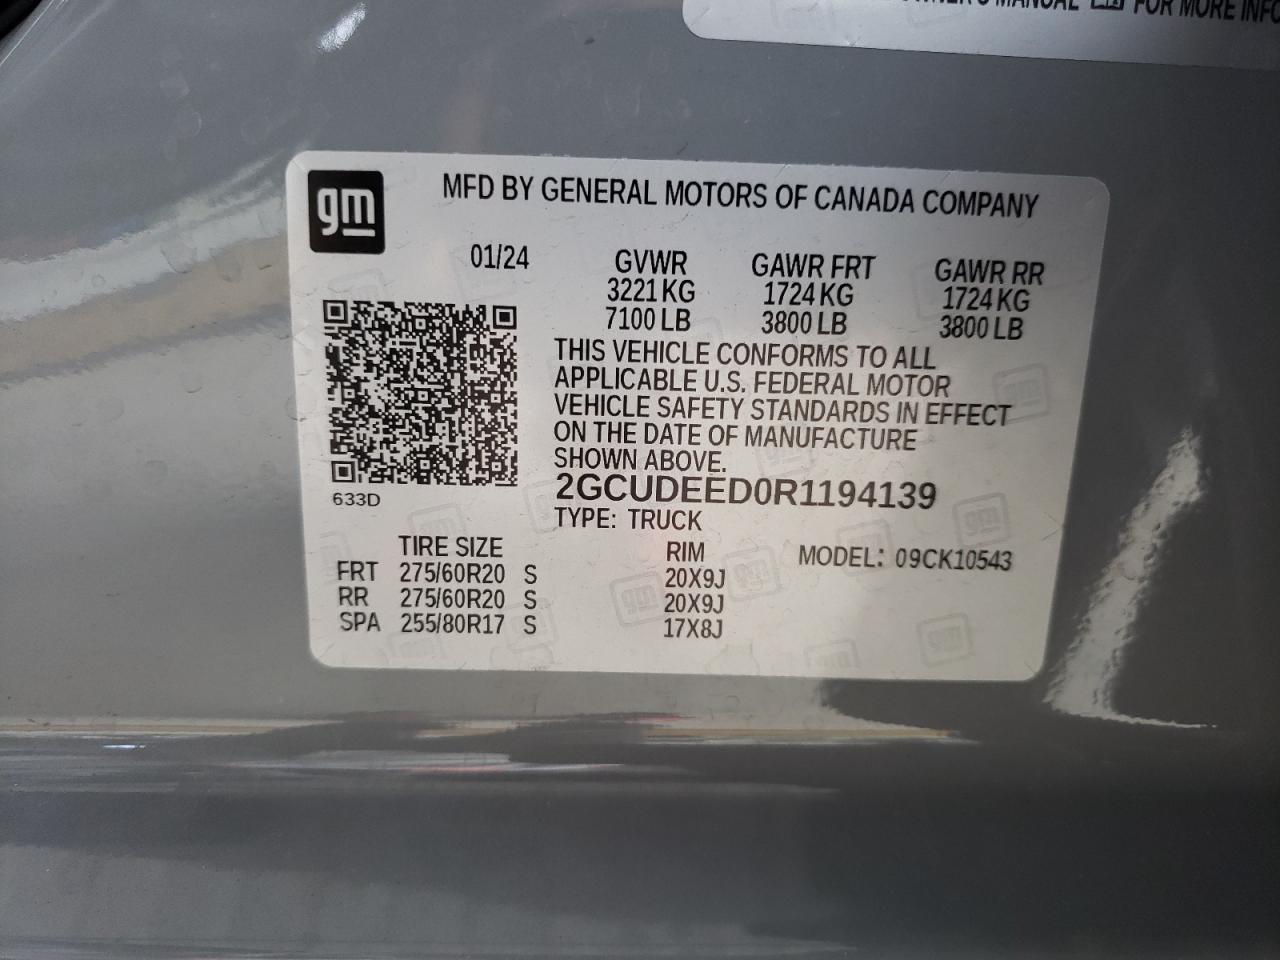 OWNER'S MANUAL FOR MORE INFO
gm
MFD BY GENERAL MOTORS OF CANADA COMPANY
01/24 GVWR GAWR FRT GAWR RR
3221 KG 1724 KG 1724 KG
7100 LB 3800 LB 3800 LB
THIS VEHICLE CONFORMS TO ALL
APPLICABLE U.S. FEDERAL MOTOR
VEHICLE SAFETY STANDARDS IN EFFECT
ON THE DATE OF MANUFACTURE
SHOWN ABOVE.
633D
2GCUDEED0R1194139
TYPE: TRUCK
TIRE SIZE RIM MODEL: 09CK10543
FRT 275/60R20 S 20X9J
RR 275/60R20 S 20X9J
SPA 255/80R17 S 17X8J